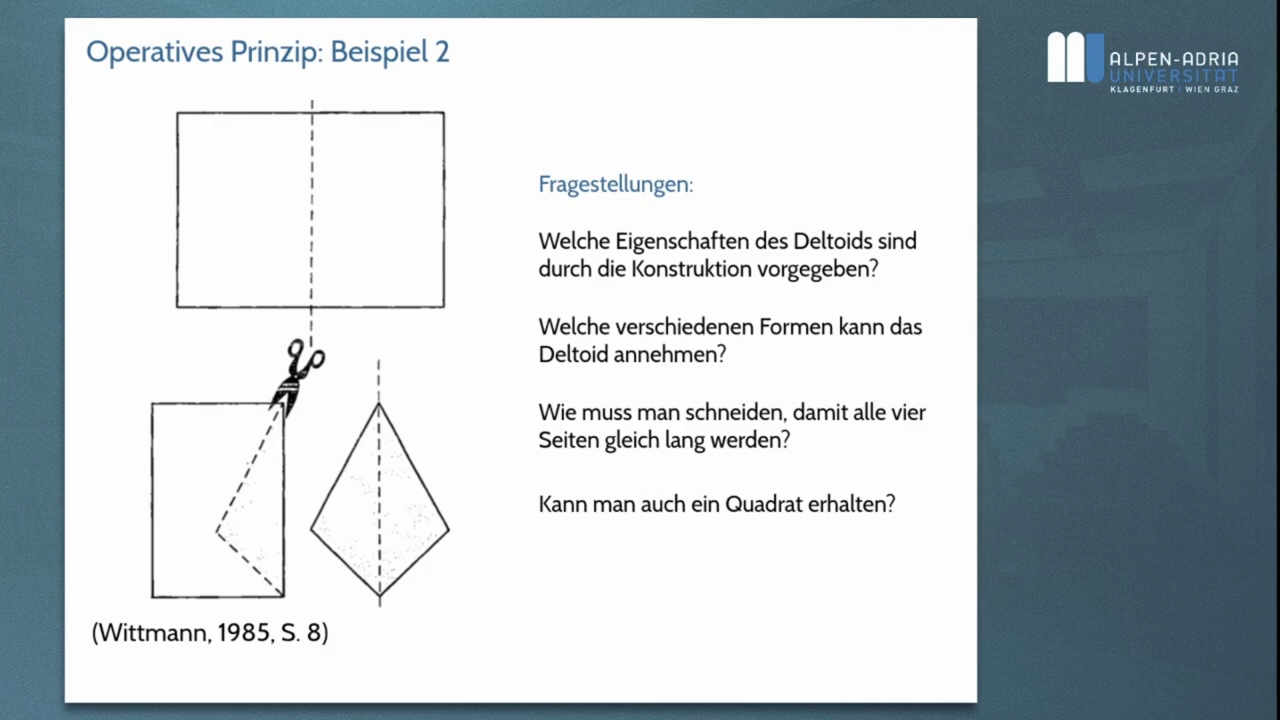 Operatives Prinzip: Beispiel 2
ALPEN-ADRIA
UNIVERSITÄT
KLAGENFURT | WIEN GRAZ
Fragestellungen:
Welche Eigenschaften des Deltoids sind
durch die Konstruktion vorgegeben?
Welche verschiedenen Formen kann das
Deltoid annehmen?
Wie muss man schneiden, damit alle vier
Seiten gleich lang werden?
Kann man auch ein Quadrat erhalten?
(Wittmann, 1985, S. 8)